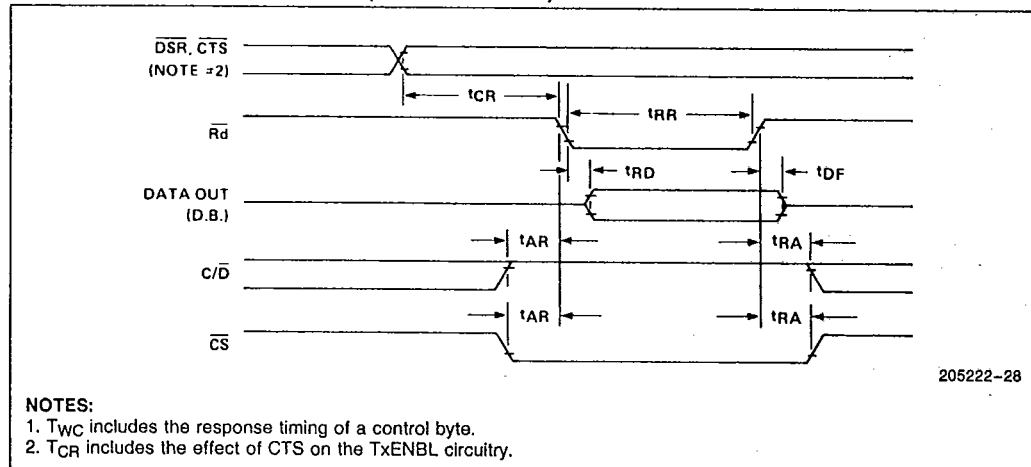 DSR, CTS
(NOTE #2)
tCR
Rd
tRR
tRD
tDF
DATA OUT
(D.B.)
tAR
tRA
C/D
tAR
tRA
CS
205222-28
NOTES:
1. TWC includes the response timing of a control byte.
2. TCR includes the effect of CTS on the TxENBL circuitry.